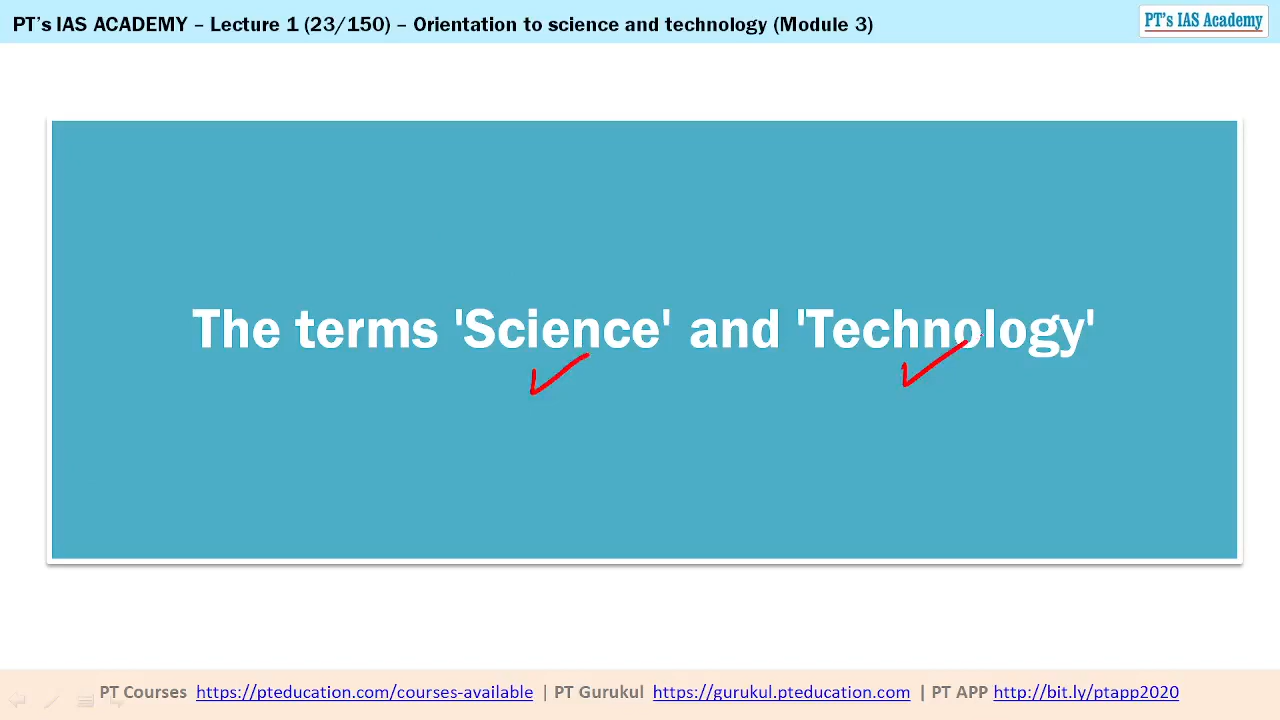 PT's IAS ACADEMY – Lecture 1 (23/150) – Orientation to science and technology (Module 3)
PT's IAS Academy
The terms 'Science' and 'Technology'
PT Courses https://pteducation.com/courses-available | PT Gurukul https://gurukul.pteducation.com | PT APP http://bit.ly/ptapp2020